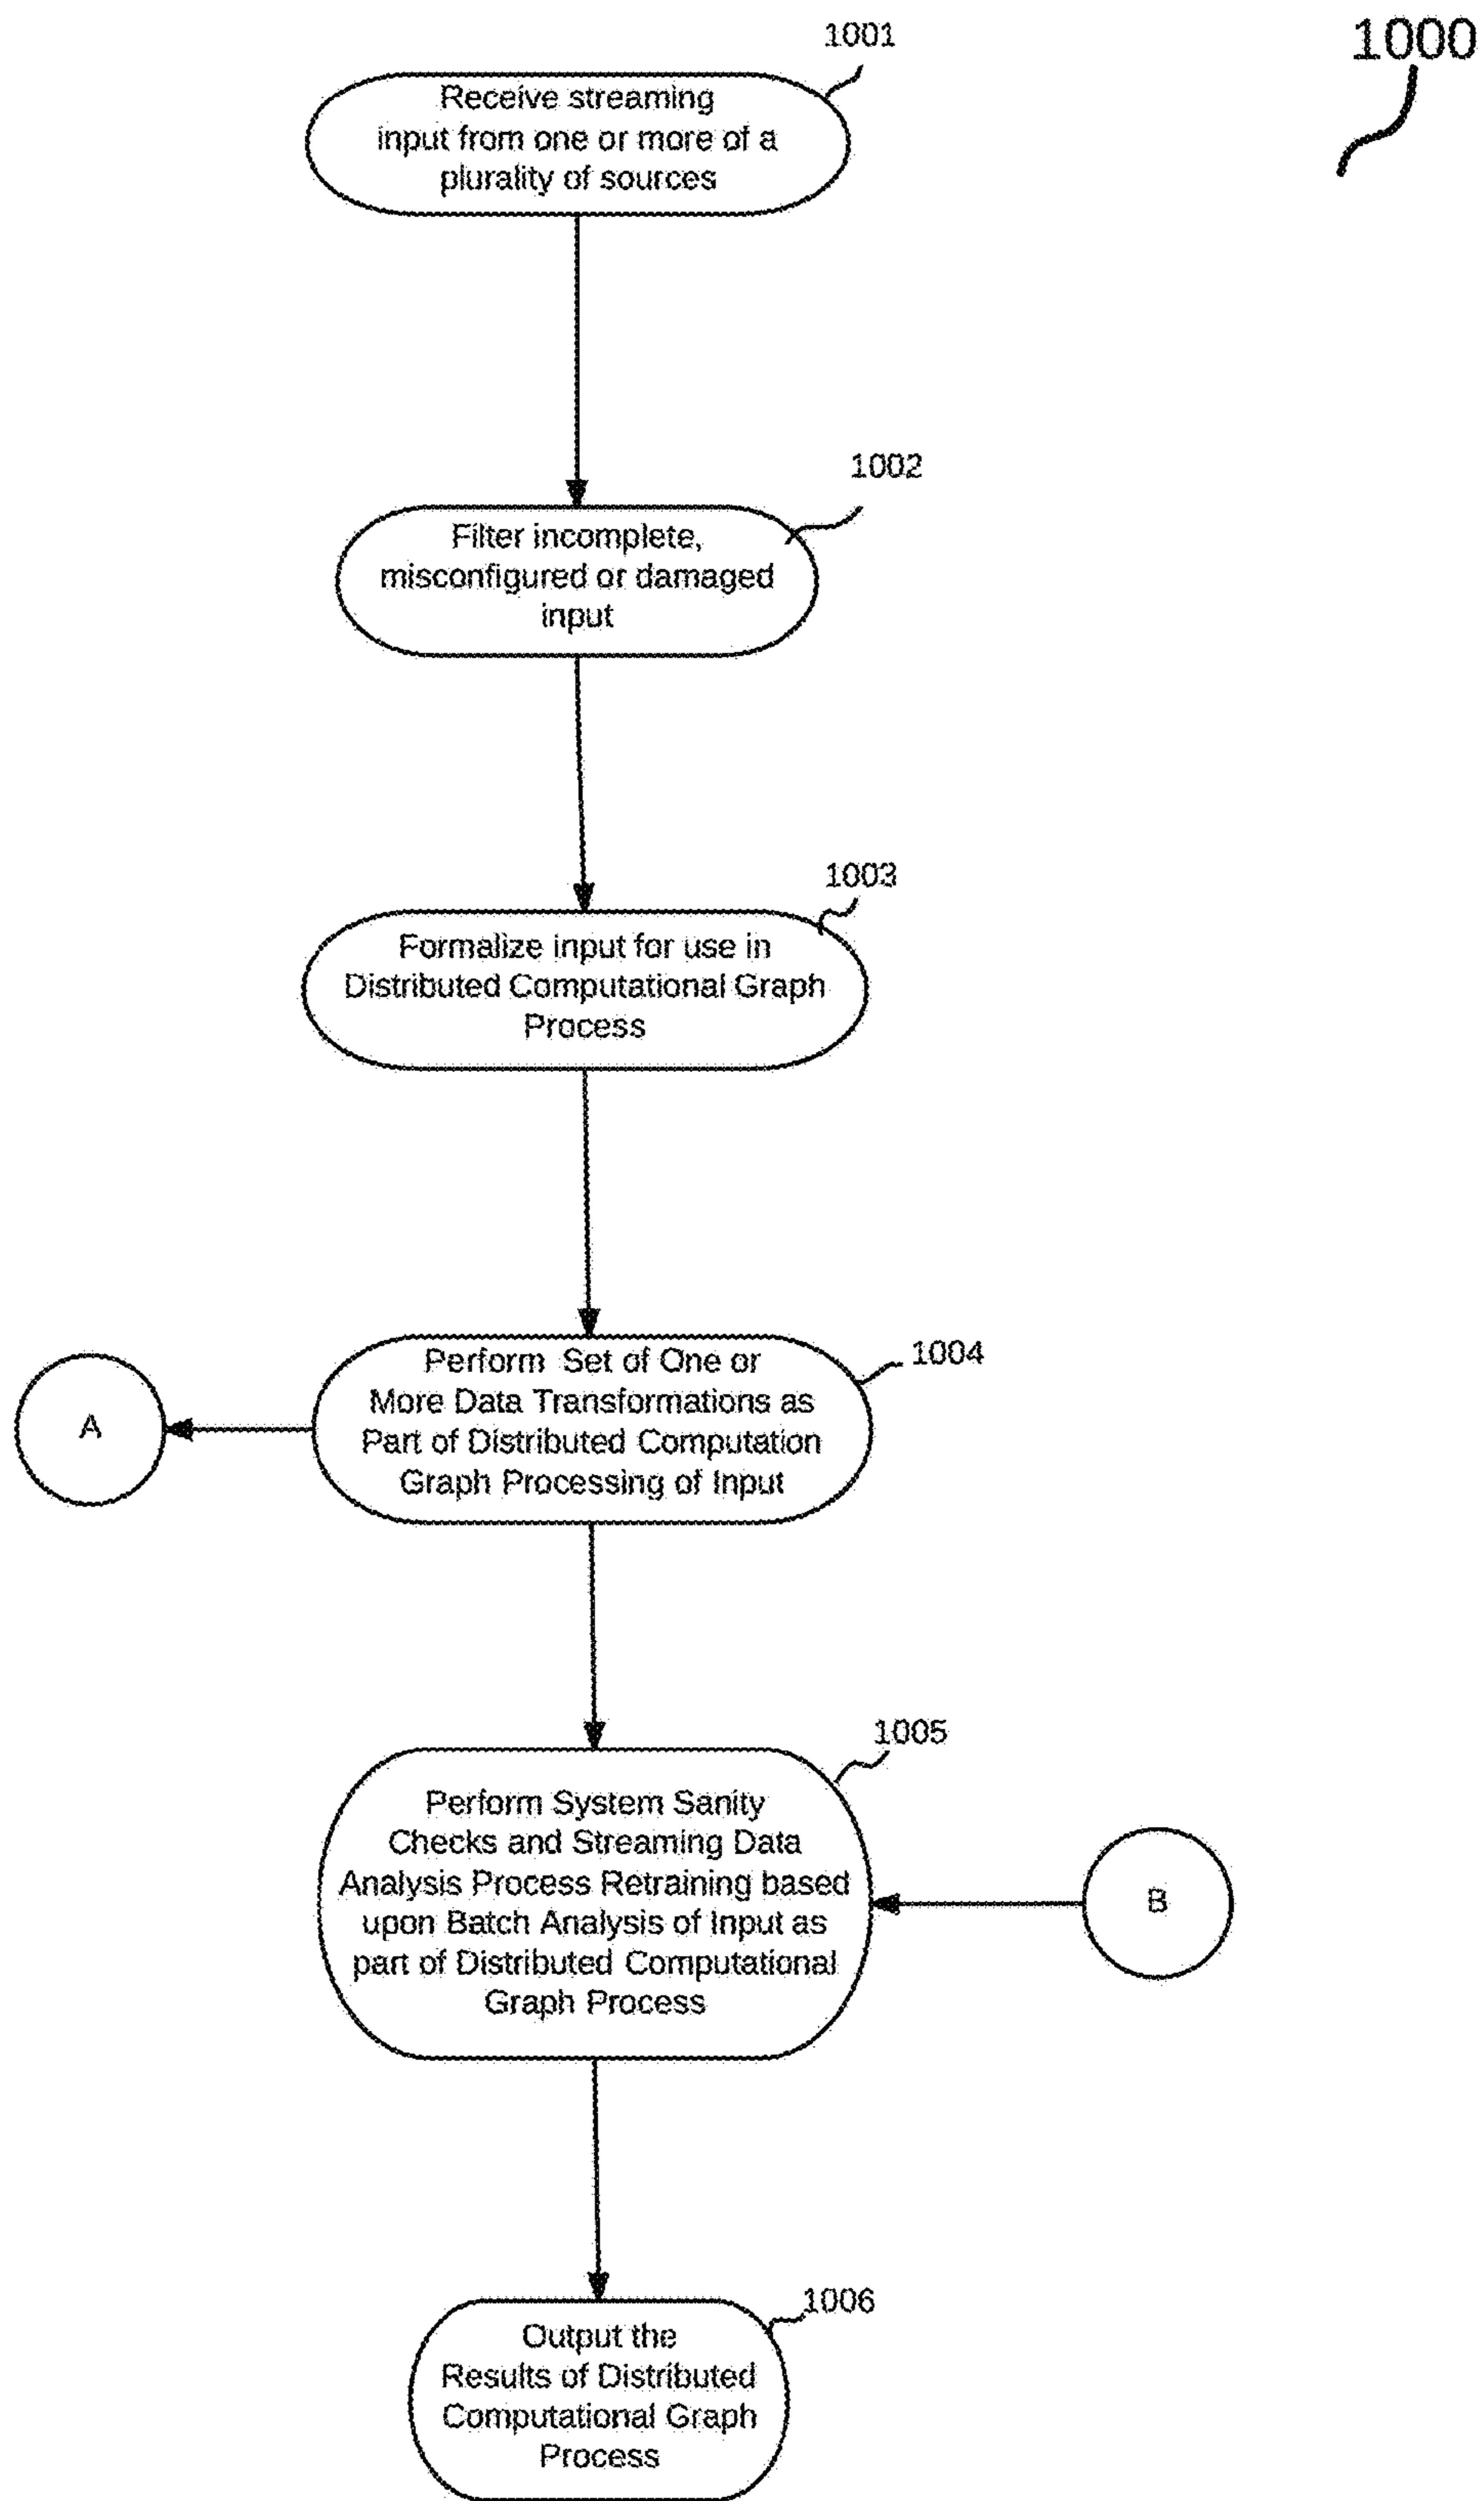 1001
1000
Receive streaming
input from one or more of a
plurality of sources
1002
Filter incomplete,
misconfigured or damaged
input
1003
Formalize input for use in
Distributed Computational Graph
Process
1004
Perform Set of One or
More Data Transformations as
Part of Distributed Computation
Graph Processing of Input
A
1005
Perform System Sanity
Checks and Streaming Data
Analysis Process Retraining based
upon Batch Analysis of Input as
part of Distributed Computational
Graph Process
B
1006
Output the
Results of Distributed
Computational Graph
Process